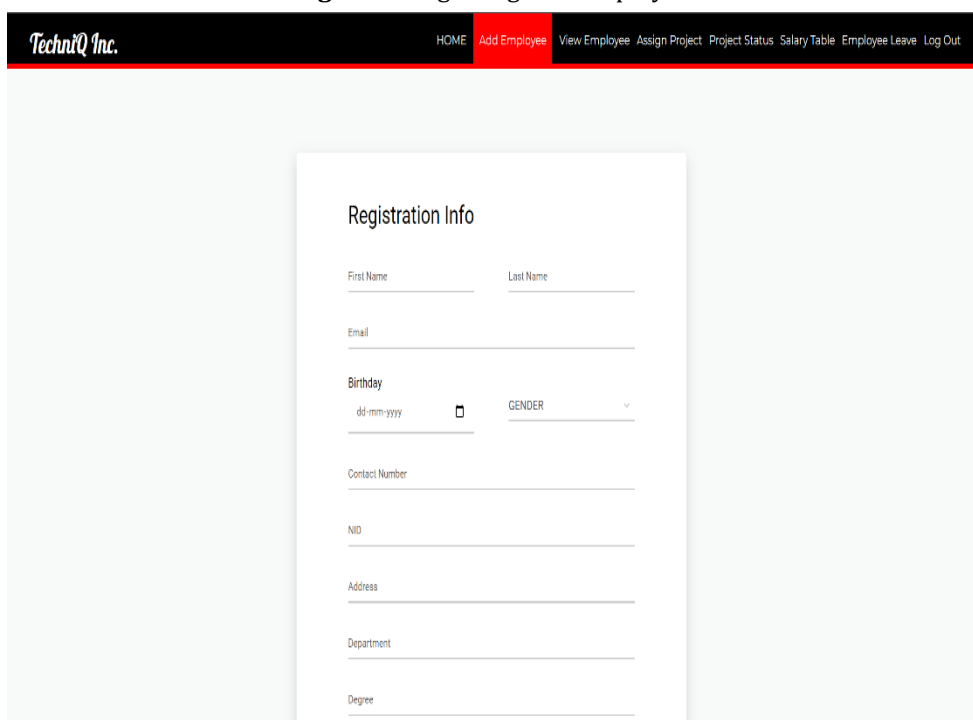 TechniQ Inc.
HOME Add Employee View Employee Assign Project Project Status Salary Table Employee Leave Log Out
Registration Info
First Name Last Name
Email
Birthday
dd-mm-yyyy GENDER
Contact Number
NID
Address
Department
Degree